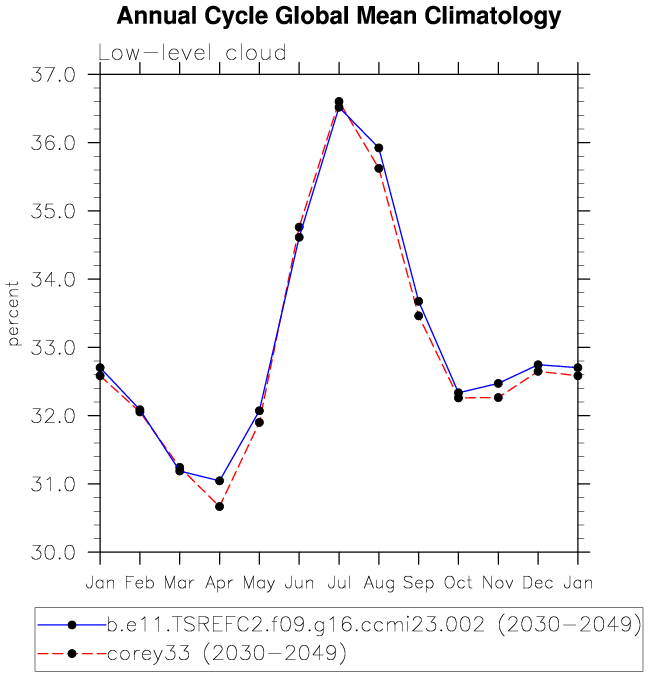 Annual Cycle Global Mean Climatology
Low-level cloud
37.0
36.0
35.0
34.0
33.0
32.0
31.0
30.0
percent
Jan Feb Mar Apr May Jun Jul Aug Sep Oct Nov Dec Jan
b.e11.TSREFC2.f09.g16.ccmi23.002 (2030-2049)
corey33 (2030-2049)